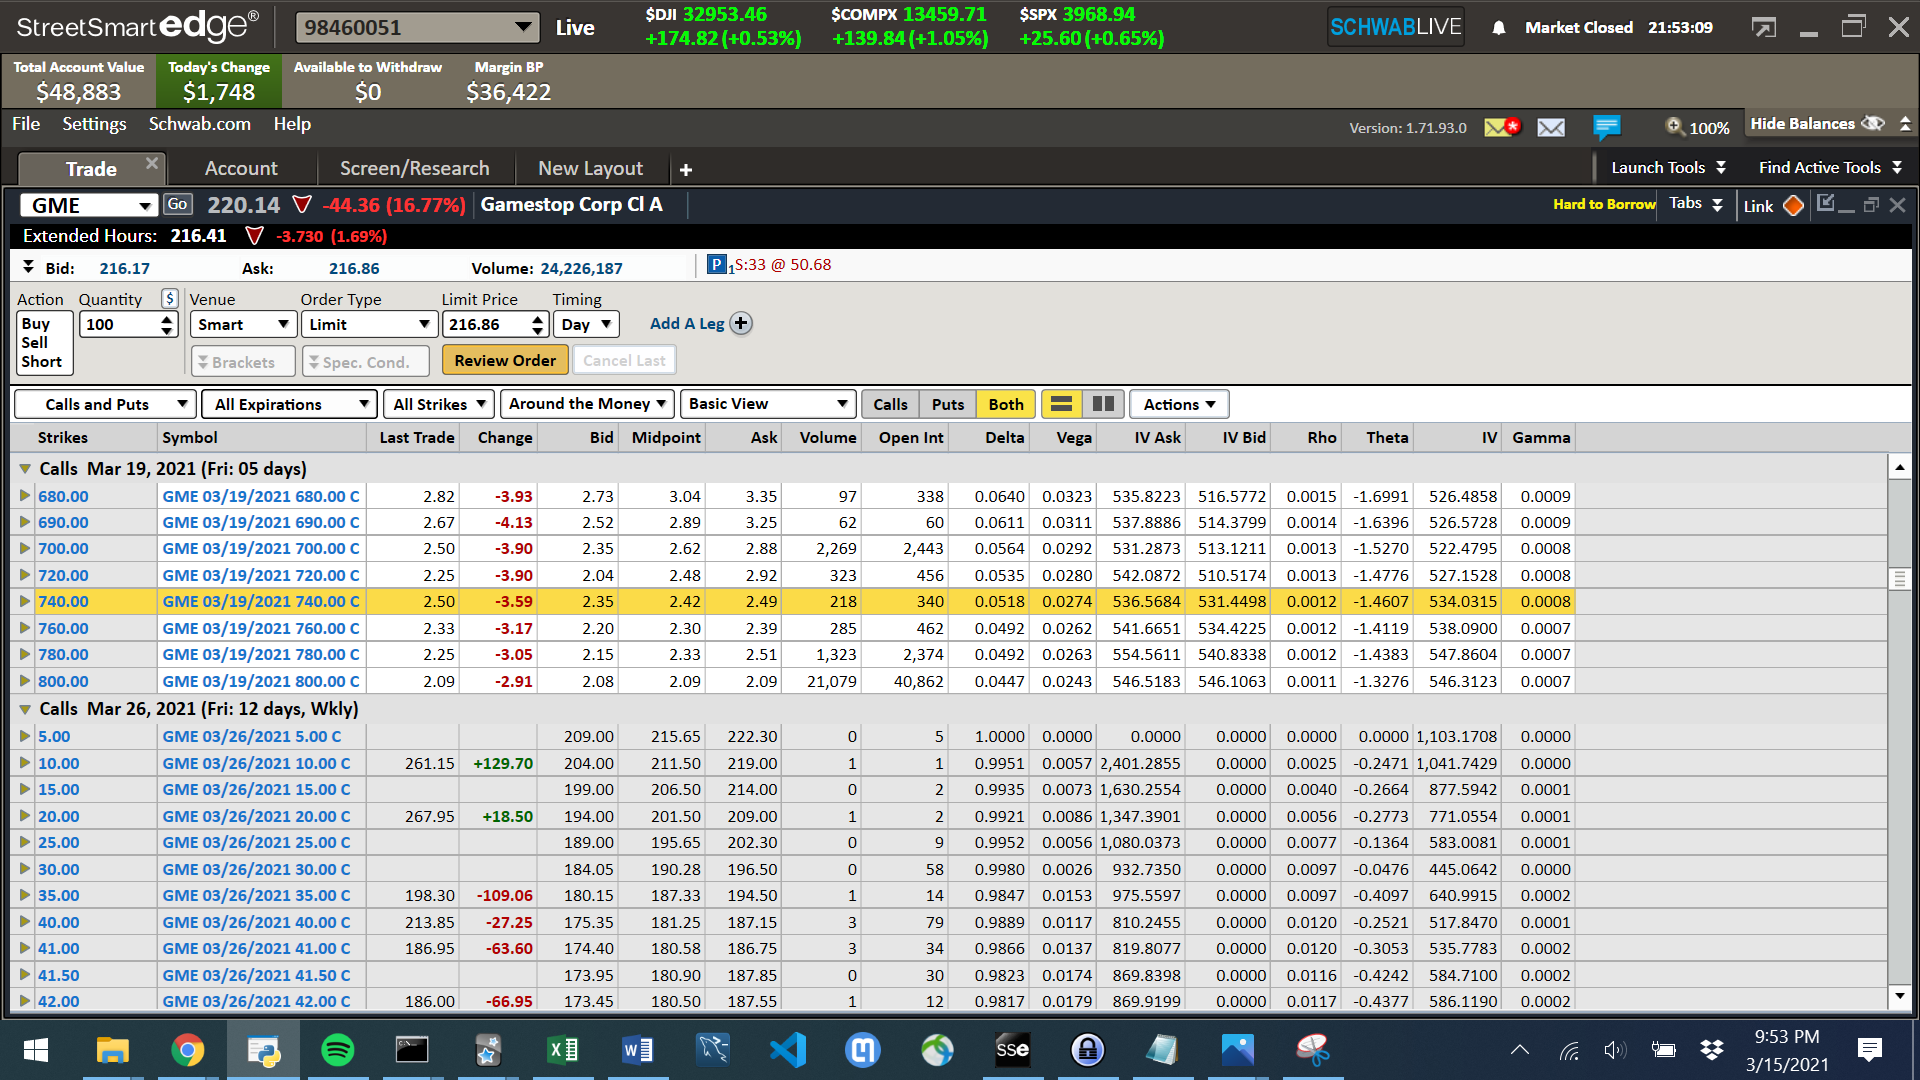 StreetSmart edge® 98460051 Live $DJI 32953.46 $COMPX 13459.71 $SPX 3968.94 SCHWABLIVE Market Closed 21:53:09
+174.82 (+0.53%) +139.84 (+1.05%) +25.60 (+0.65%)
Total Account Value Today's Change Available to Withdraw Margin BP
$48,883 $1,748 $0 $36,422
File Settings Schwab.com Help Version: 1.71.93.0 100% Hide Balances
Trade Account Screen/Research New Layout + Launch Tools Find Active Tools
GME Go 220.14 -44.36 (16.77%) Gamestop Corp Cl A Hard to Borrow Tabs Link
Extended Hours: 216.41 -3.730 (1.69%)
Bid: 216.17 Ask: 216.86 Volume: 24,226,187 P 1 S:33 @ 50.68
Action Quantity $ Venue Order Type Limit Price Timing
Buy
Sell
Short
100 Smart Limit 216.86 Day Add A Leg
Brackets Spec. Cond. Review Order Cancel Last
Calls and Puts All Expirations All Strikes Around the Money Basic View Calls Puts Both Actions
Strikes Symbol Last Trade Change Bid Midpoint Ask Volume Open Int Delta Vega IV Ask IV Bid Rho Theta IV Gamma
Calls Mar 19, 2021 (Fri: 05 days)
680.00 GME 03/19/2021 680.00 C 2.82 -3.93 2.73 3.04 3.35 97 338 0.0640 0.0323 535.8223 516.5772 0.0015 -1.6991 526.4858 0.0009
690.00 GME 03/19/2021 690.00 C 2.67 -4.13 2.52 2.89 3.25 62 60 0.0611 0.0311 537.8886 514.3799 0.0014 -1.6396 526.5728 0.0009
700.00 GME 03/19/2021 700.00 C 2.50 -3.90 2.35 2.62 2.88 2,269 2,443 0.0564 0.0292 531.2873 513.1211 0.0013 -1.5270 522.4795 0.0008
720.00 GME 03/19/2021 720.00 C 2.25 -3.90 2.04 2.48 2.92 323 456 0.0535 0.0280 542.0872 510.5174 0.0013 -1.4776 527.1528 0.0008
740.00 GME 03/19/2021 740.00 C 2.50 -3.59 2.35 2.42 2.49 218 340 0.0518 0.0274 536.5684 531.4498 0.0012 -1.4607 534.0315 0.0008
760.00 GME 03/19/2021 760.00 C 2.33 -3.17 2.20 2.30 2.39 285 462 0.0492 0.0262 541.6651 534.4225 0.0012 -1.4119 538.0900 0.0007
780.00 GME 03/19/2021 780.00 C 2.25 -3.05 2.15 2.33 2.51 1,323 2,374 0.0492 0.0263 554.5611 540.8338 0.0012 -1.4383 547.8604 0.0007
800.00 GME 03/19/2021 800.00 C 2.09 -2.91 2.08 2.09 2.09 21,079 40,862 0.0447 0.0243 546.5183 546.1063 0.0011 -1.3276 546.3123 0.0007
Calls Mar 26, 2021 (Fri: 12 days, Wkly)
5.00 GME 03/26/2021 5.00 C 209.00 215.65 222.30 0 5 1.0000 0.0000 0.0000 0.0000 0.0000 0.0000 1,103.1708 0.0000
10.00 GME 03/26/2021 10.00 C 261.15 +129.70 204.00 211.50 219.00 1 1 0.9951 0.0057 2,401.2855 0.0000 0.0025 -0.2471 1,041.7429 0.0000
15.00 GME 03/26/2021 15.00 C 199.00 206.50 214.00 0 2 0.9935 0.0073 1,630.2554 0.0000 0.0040 -0.2664 877.5942 0.0001
20.00 GME 03/26/2021 20.00 C 267.95 +18.50 194.00 201.50 209.00 1 2 0.9921 0.0086 1,347.3901 0.0000 0.0056 -0.2773 771.0554 0.0001
25.00 GME 03/26/2021 25.00 C 189.00 195.65 202.30 0 9 0.9952 0.0056 1,080.0373 0.0000 0.0077 -0.1364 583.0081 0.0001
30.00 GME 03/26/2021 30.00 C 184.05 190.28 196.50 0 58 0.9980 0.0026 932.7350 0.0000 0.0097 -0.0476 445.0642 0.0000
35.00 GME 03/26/2021 35.00 C 198.30 -109.06 180.15 187.33 194.50 1 14 0.9847 0.0153 975.5597 0.0000 0.0097 -0.4097 640.9915 0.0002
40.00 GME 03/26/2021 40.00 C 213.85 -27.25 175.35 181.25 187.15 3 79 0.9889 0.0117 810.2455 0.0000 0.0120 -0.2521 517.8470 0.0001
41.00 GME 03/26/2021 41.00 C 186.95 -63.60 174.40 180.58 186.75 3 34 0.9866 0.0137 819.8077 0.0000 0.0120 -0.3053 535.7783 0.0002
41.50 GME 03/26/2021 41.50 C 173.95 180.90 187.85 0 30 0.9823 0.0174 869.8398 0.0000 0.0116 -0.4242 584.7100 0.0002
42.00 GME 03/26/2021 42.00 C 186.00 -66.95 173.45 180.50 187.55 1 12 0.9817 0.0179 869.9199 0.0000 0.0117 -0.4377 586.1190 0.0002
SSe 9:53 PM
3/15/2021